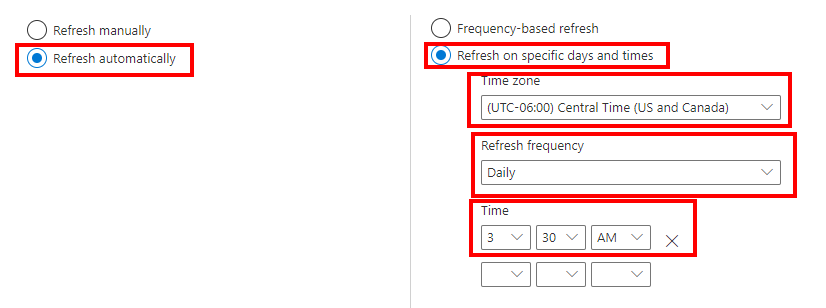 Refresh manually
Refresh automatically
Frequency-based refresh
Refresh on specific days and times
Time zone
(UTC-06:00) Central Time (US and Canada)
Refresh frequency
Daily
Time
3 30 AM